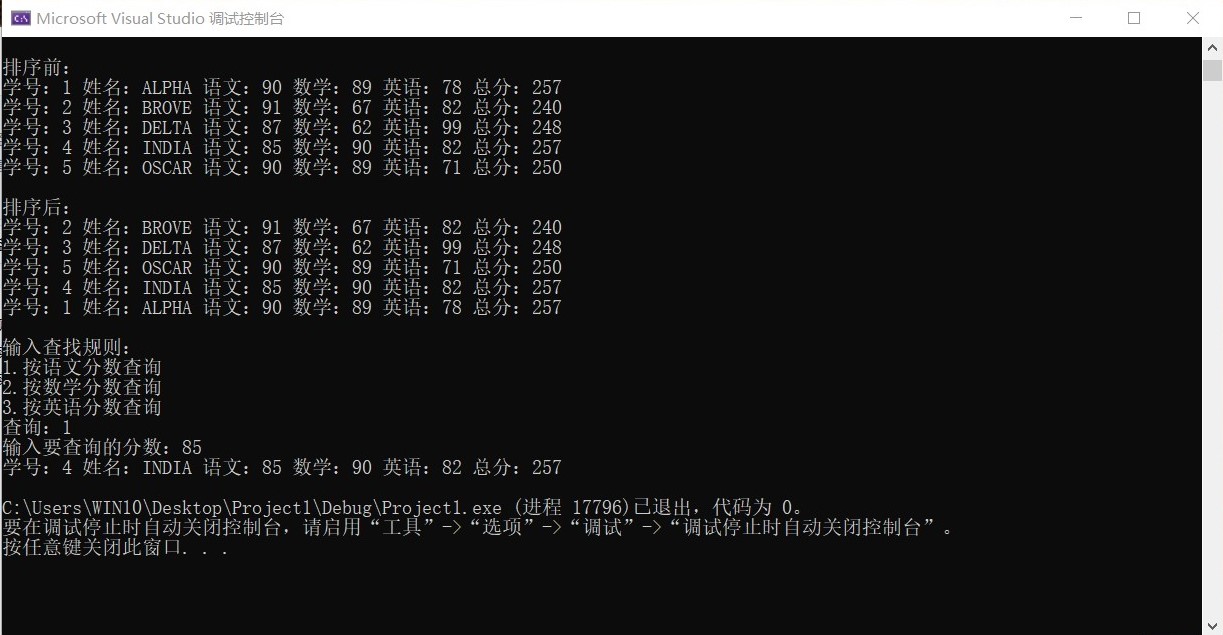 Microsoft Visual Studio 调试控制台
排序前：
学号：1 姓名：ALPHA 语文：90 数学：89 英语：78 总分：257
学号：2 姓名：BROVE 语文：91 数学：67 英语：82 总分：240
学号：3 姓名：DELTA 语文：87 数学：62 英语：99 总分：248
学号：4 姓名：INDIA 语文：85 数学：90 英语：82 总分：257
学号：5 姓名：OSCAR 语文：90 数学：89 英语：71 总分：250
排序后：
学号：2 姓名：BROVE 语文：91 数学：67 英语：82 总分：240
学号：3 姓名：DELTA 语文：87 数学：62 英语：99 总分：248
学号：5 姓名：OSCAR 语文：90 数学：89 英语：71 总分：250
学号：4 姓名：INDIA 语文：85 数学：90 英语：82 总分：257
学号：1 姓名：ALPHA 语文：90 数学：89 英语：78 总分：257
输入查找规则：
1.按语文分数查询
2.按数学分数查询
3.按英语分数查询
查询：1
输入要查询的分数：85
学号：4 姓名：INDIA 语文：85 数学：90 英语：82 总分：257
C:\Users\WIN10\Desktop\Project1\Debug\Project1.exe (进程 17796)已退出，代码为 0。
要在调试停止时自动关闭控制台，请启用“工具”->“选项”->“调试”->“调试停止时自动关闭控制台”。
按任意键关闭此窗口. . .